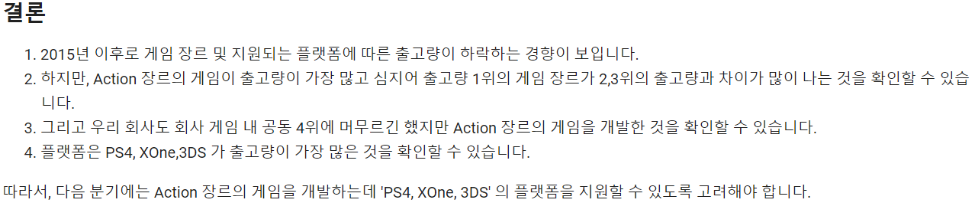 결론
1. 2015년 이후로 게임 장르 및 지원되는 플랫폼에 따른 출고량이 하락하는 경향이 보입니다.
2. 하지만, Action 장르의 게임이 출고량이 가장 많고 심지어 출고량 1위의 게임 장르가 2,3위의 출고량과 차이가 많이 나는 것을 확인할 수 있습
니다.
3. 그리고 우리 회사도 회사 게임 내 공동 4위에 머무르긴 했지만 Action 장르의 게임을 개발한 것을 확인할 수 있습니다.
4. 플랫폼은 PS4, XOne,3DS 가 출고량이 가장 많은 것을 확인할 수 있습니다.
따라서, 다음 분기에는 Action 장르의 게임을 개발하는데 'PS4, XOne, 3DS' 의 플랫폼을 지원할 수 있도록 고려해야 합니다.